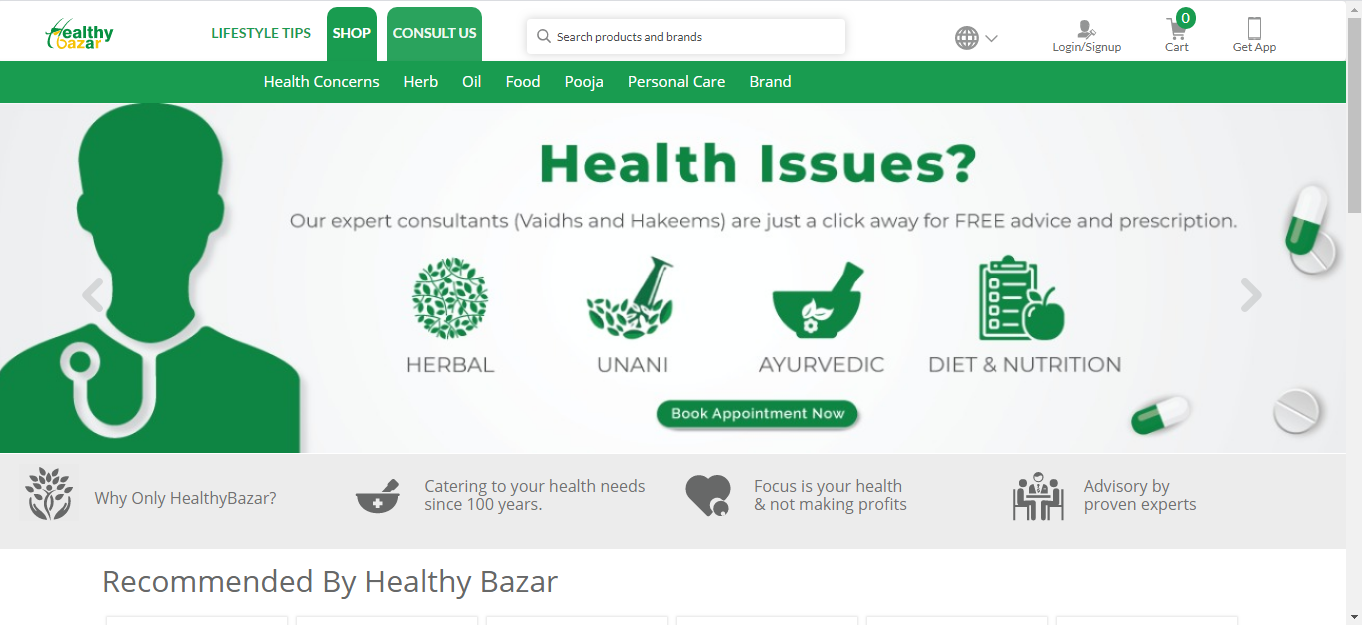 Healthy
bazar
LIFESTYLE TIPS
SHOP
CONSULT US
Search products and brands
Login/Signup
0
Cart
Get App
Health Concerns
Herb
Oil
Food
Pooja
Personal Care
Brand
Health Issues?
Our expert consultants (Vaidhs and Hakeems) are just a click away for FREE advice and prescription.
HERBAL
UNANI
AYURVEDIC
DIET & NUTRITION
Book Appointment Now
Why Only HealthyBazar?
Catering to your health needs
since 100 years.
Focus is your health
& not making profits
Advisory by
proven experts
Recommended By Healthy Bazar